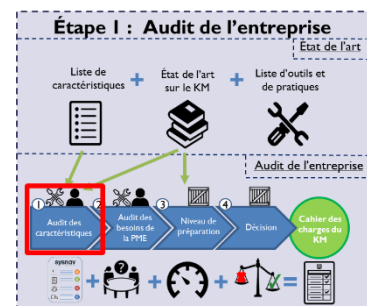 Étape 1 : Audit de l'entreprise
État de l'art
Liste de
caractéristiques
+
État de l'art
sur le KM
+
Liste d'outils et
de pratiques
Audit de l'entreprise
1
Audit des
caractéristiques
2
Audit des
besoins de
la PME
3
Niveau de
préparation
4
Décision
Cahier des
charges du
KM
sysnav
+ + + =